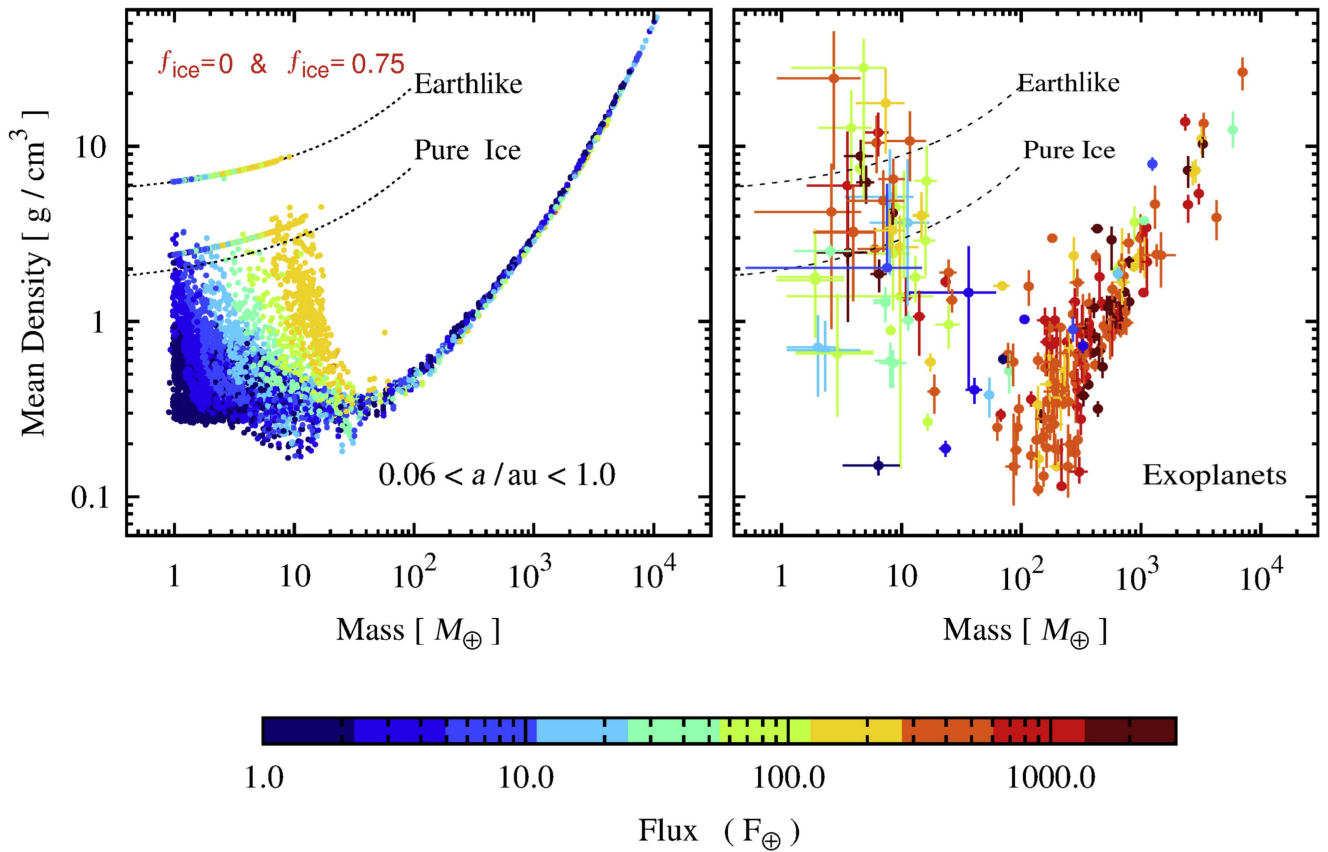 f_ice=0 & f_ice=0.75
Earthlike
Pure Ice
0.06 < a / au < 1.0
Mean Density [ g / cm³ ]
10
1
0.1
1 10 10² 10³ 10⁴
Mass [ M⊕ ]
Earthlike
Pure Ice
Exoplanets
1 10 10² 10³ 10⁴
Mass [ M⊕ ]
1.0 10.0 100.0 1000.0
Flux ( F⊕ )